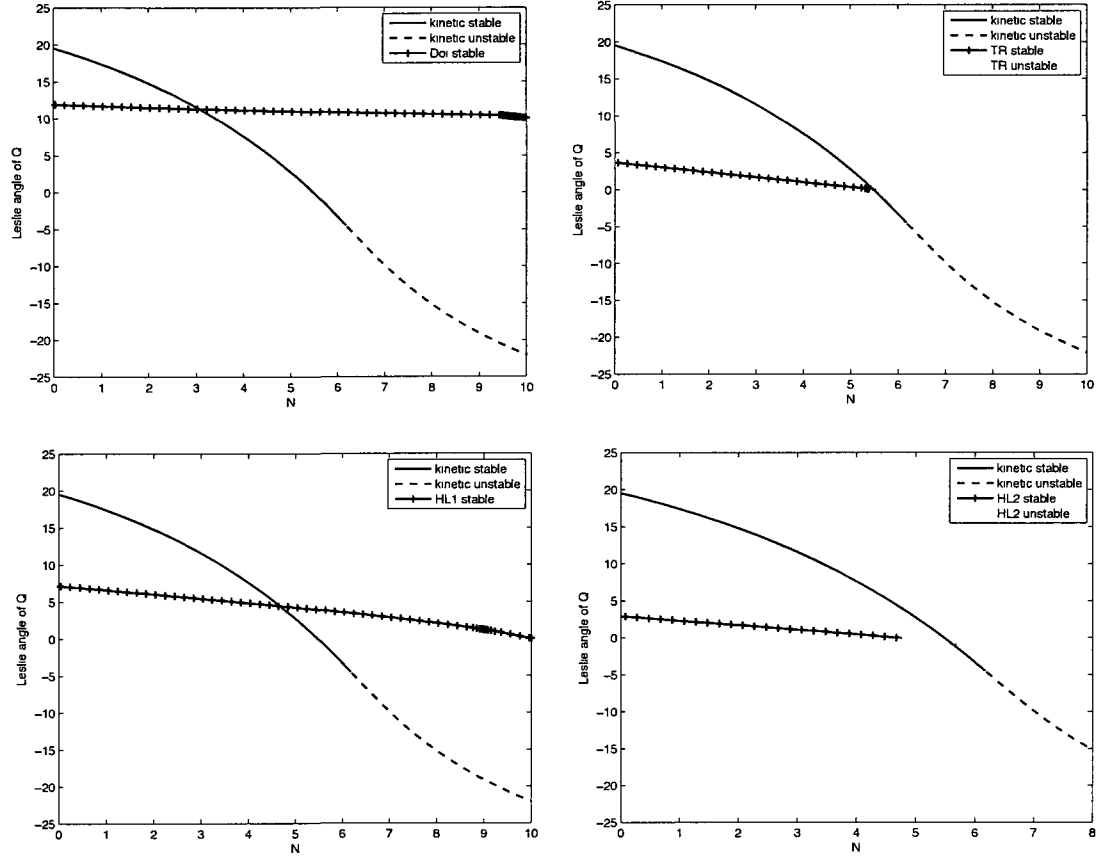 kinetic stable
kinetic unstable
Doi stable
25
20
15
10
5
0
-5
-10
-15
-20
-25
Leslie angle of Q
0 1 2 3 4 5 6 7 8 9 10
N
kinetic stable
kinetic unstable
TR stable
TR unstable
25
20
15
10
5
0
-5
-10
-15
-20
-25
Leslie angle of Q
0 1 2 3 4 5 6 7 8 9 10
N
kinetic stable
kinetic unstable
HL1 stable
25
20
15
10
5
0
-5
-10
-15
-20
-25
Leslie angle of Q
0 1 2 3 4 5 6 7 8 9 10
N
kinetic stable
kinetic unstable
HL2 stable
HL2 unstable
25
20
15
10
5
0
-5
-10
-15
-20
-25
Leslie angle of Q
0 1 2 3 4 5 6 7 8
N